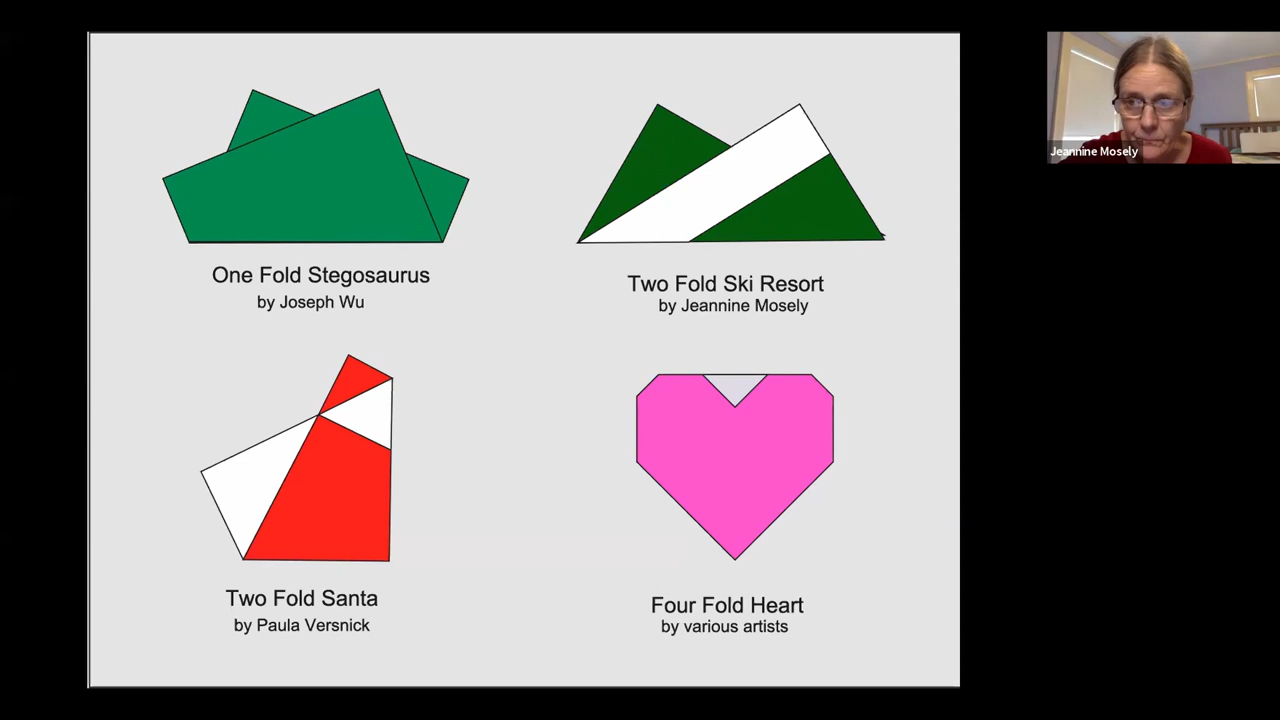 One Fold Stegosaurus
by Joseph Wu
Two Fold Ski Resort
by Jeannine Mosely
Two Fold Santa
by Paula Versnick
Four Fold Heart
by various artists
Jeannine Mosely